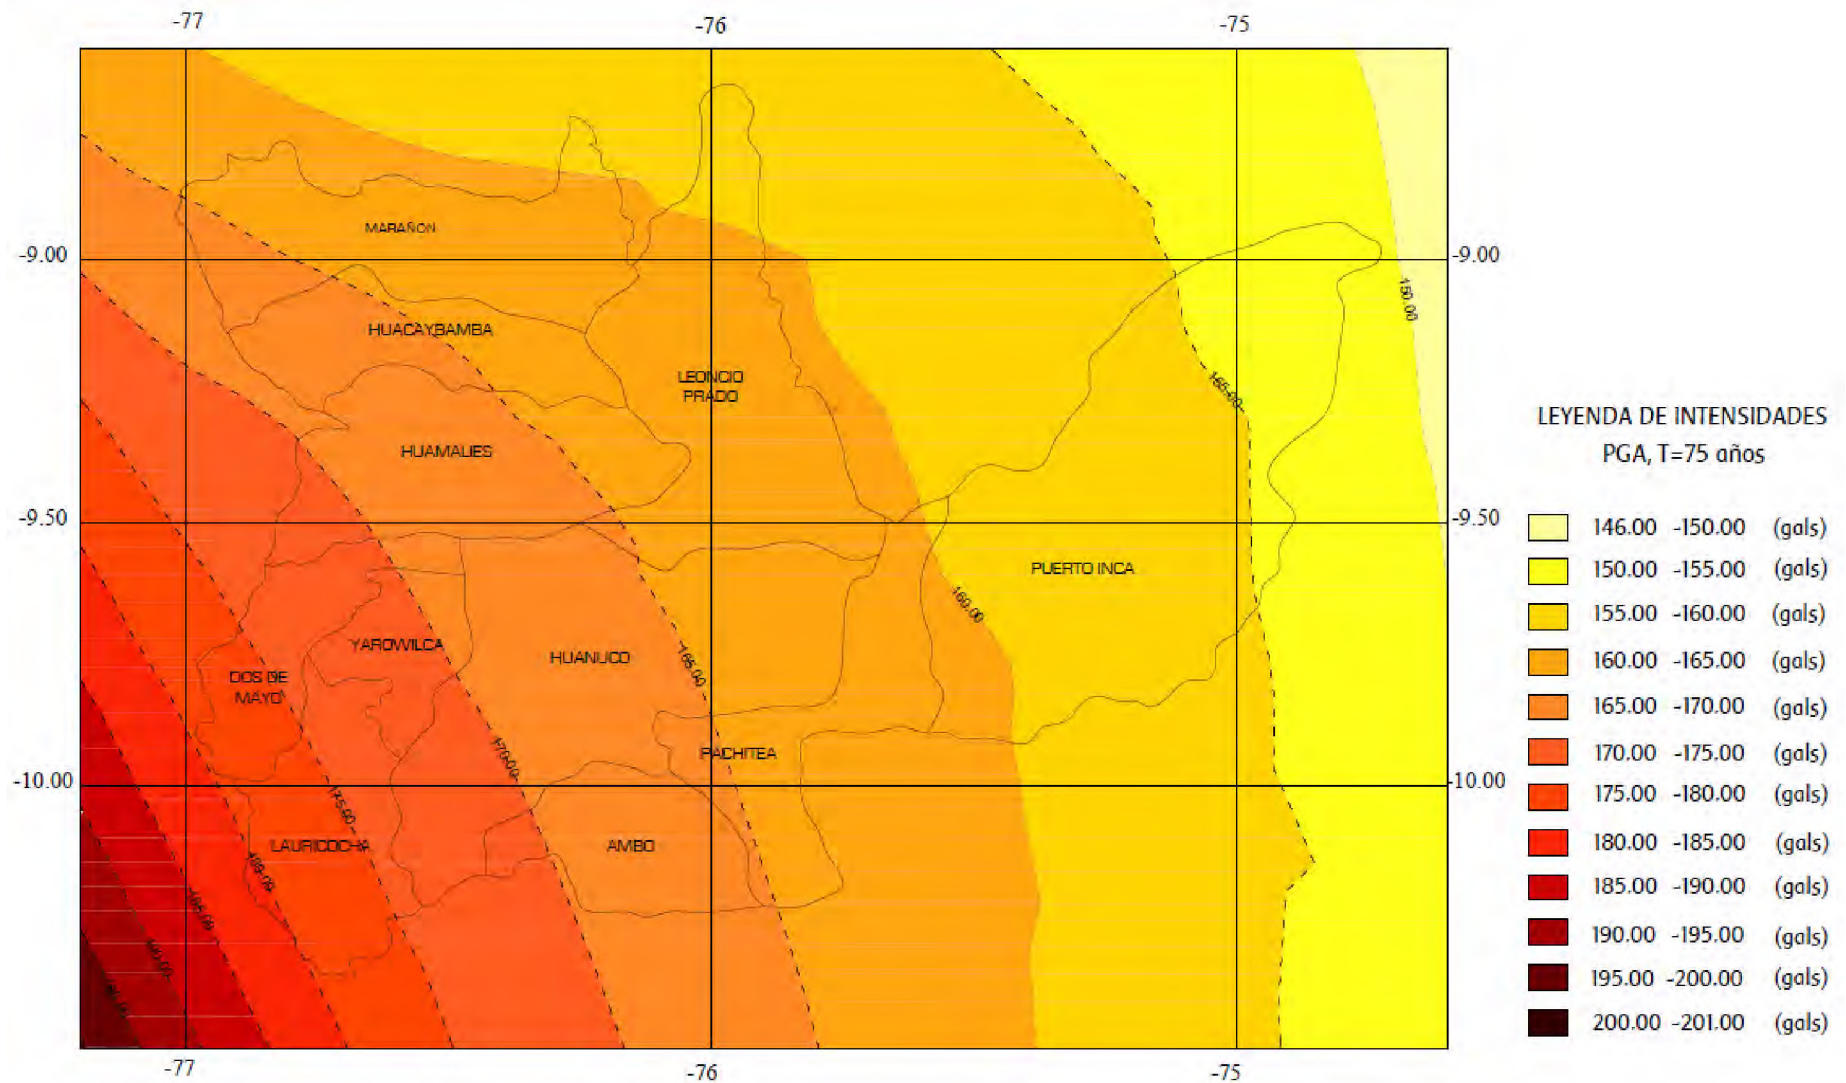 -77
-76
-75
MARAÑON
-9.00
-9.00
150.00
HUACAYBAMBA
LEONCIO
PRADO
155.00
LEYENDA DE INTENSIDADES
PGA, T=75 años
HUAMALIES
-9.50
-9.50
146.00 -150.00 (gals)
150.00 -155.00 (gals)
155.00 -160.00 (gals)
160.00 -165.00 (gals)
165.00 -170.00 (gals)
170.00 -175.00 (gals)
175.00 -180.00 (gals)
180.00 -185.00 (gals)
185.00 -190.00 (gals)
190.00 -195.00 (gals)
195.00 -200.00 (gals)
200.00 -201.00 (gals)
PUERTO INCA
160.00
YAROWILCA
HUANUCO
165.00
DOS DE
MAYO
170.00
PACHITEA
-10.00
-10.00
175.00
LAURICOCHA
AMBO
-77
-76
-75